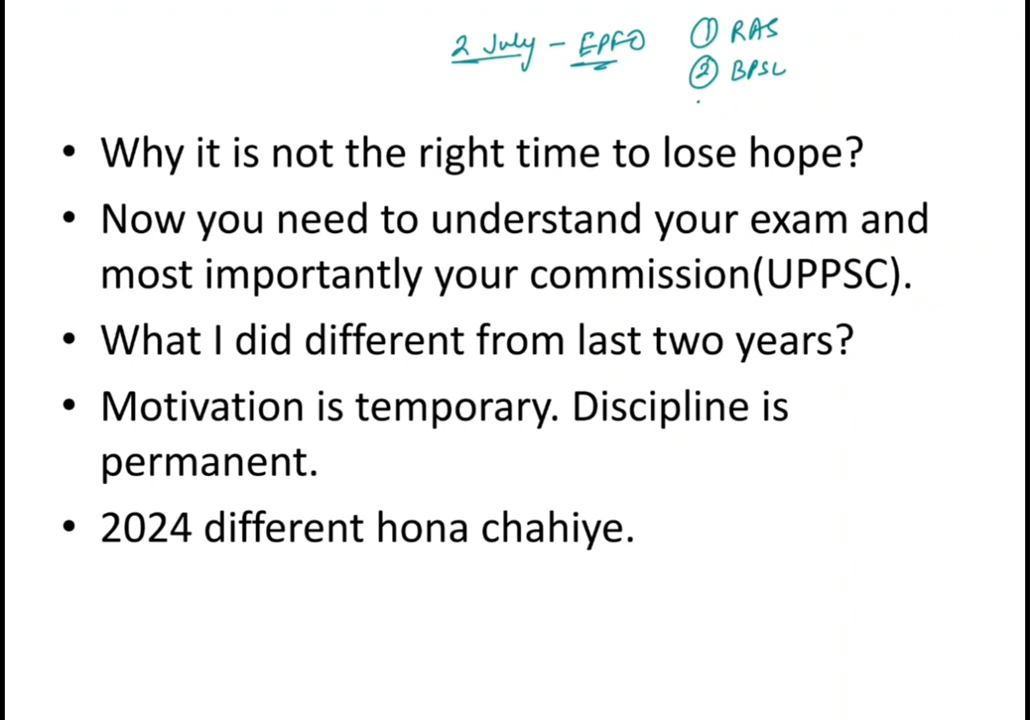 2 July - EPFO ① RAS
② BPSC
• Why it is not the right time to lose hope?
• Now you need to understand your exam and
most importantly your commission(UPPSC).
• What I did different from last two years?
• Motivation is temporary. Discipline is
permanent.
• 2024 different hona chahiye.